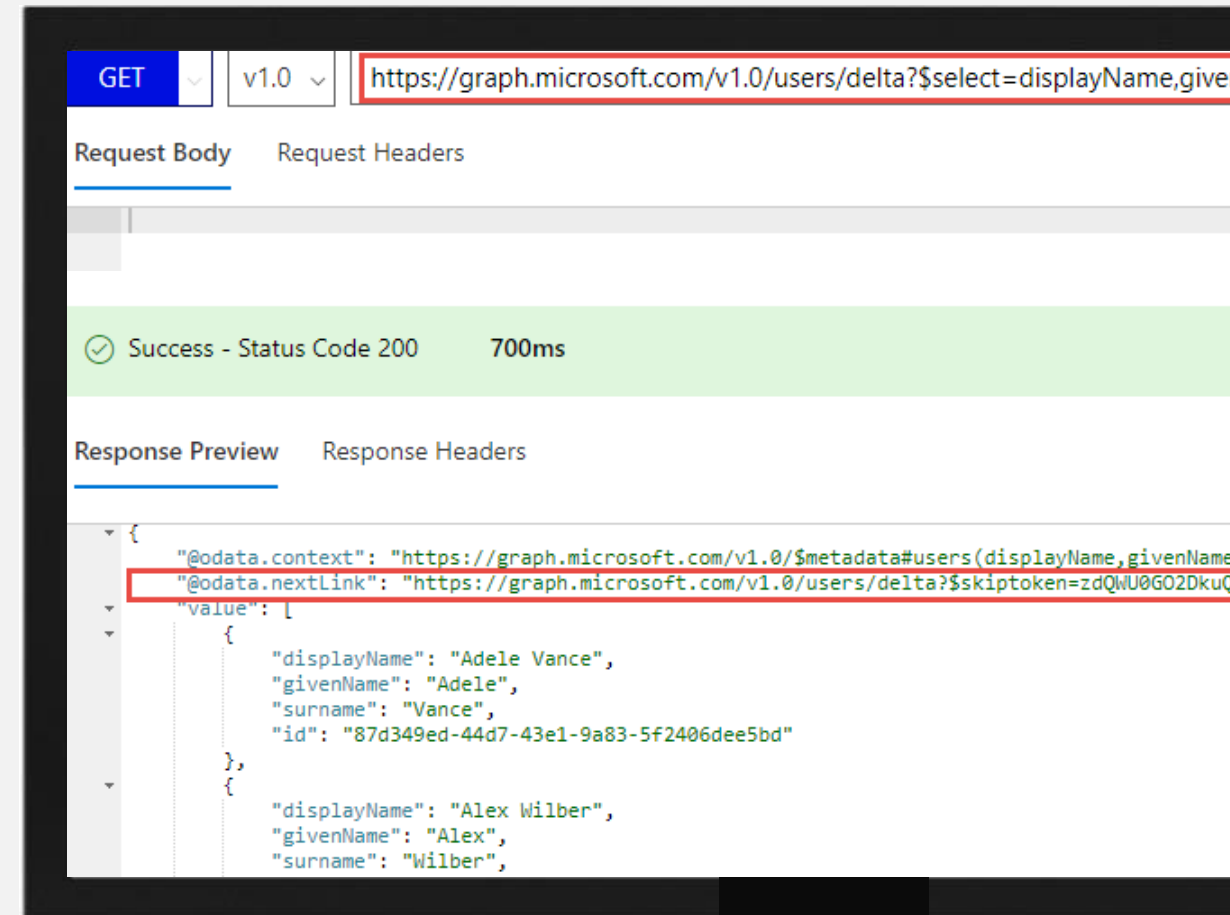 GET v1.0 https://graph.microsoft.com/v1.0/users/delta?$select=displayName,give
Request Body Request Headers
Success - Status Code 200 700ms
Response Preview Response Headers
{
"@odata.context": "https://graph.microsoft.com/v1.0/$metadata#users(displayName,givenName
"@odata.nextLink": "https://graph.microsoft.com/v1.0/users/delta?$skiptoken=zdQWU0GO2DkuQ
"value": [
{
"displayName": "Adele Vance",
"givenName": "Adele",
"surname": "Vance",
"id": "87d349ed-44d7-43e1-9a83-5f2406dee5bd"
},
{
"displayName": "Alex Wilber",
"givenName": "Alex",
"surname": "Wilber",